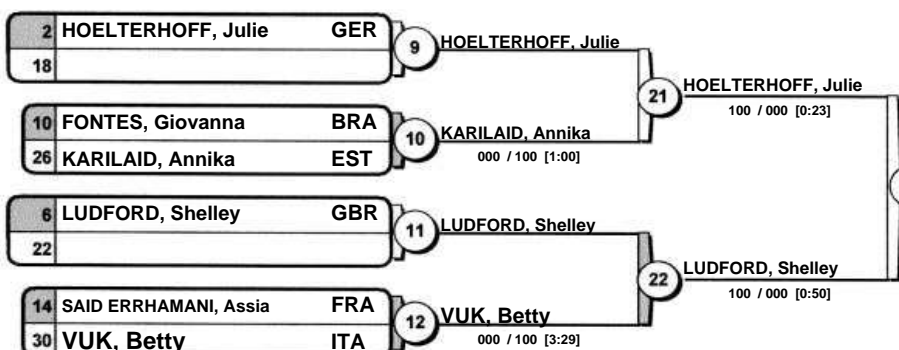 2 HOELTERHOFF, Julie GER
18
9
HOELTERHOFF, Julie
10 FONTES, Giovanna BRA
26 KARILAID, Annika EST
10
KARILAID, Annika
000 / 100 [1:00]
21
HOELTERHOFF, Julie
100 / 000 [0:23]
6 LUDFORD, Shelley GBR
22
11
LUDFORD, Shelley
14 SAID ERRHAMANI, Assia FRA
30 VUK, Betty ITA
12
VUK, Betty
000 / 100 [3:29]
22
LUDFORD, Shelley
100 / 000 [0:50]